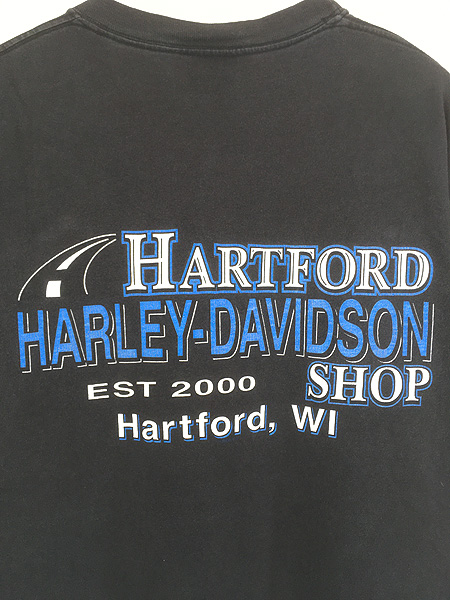 HARTFORD
HARLEY-DAVIDSON
SHOP
EST 2000
Hartford, WI